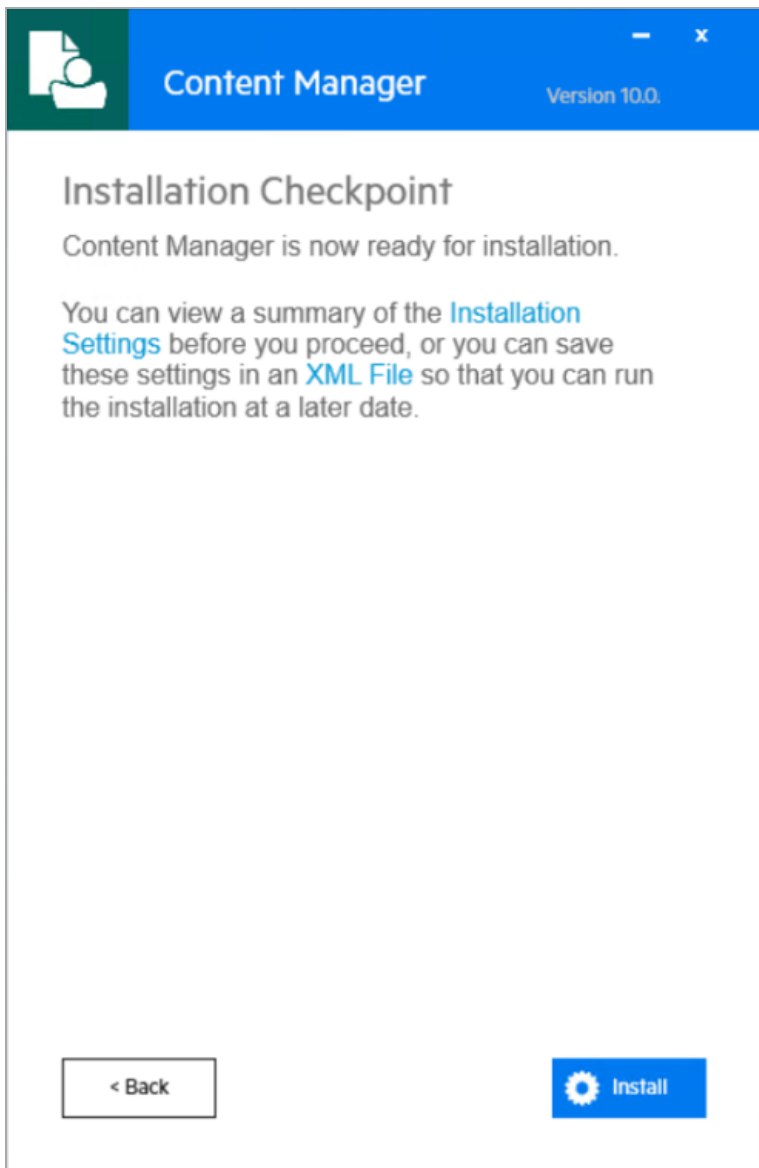 Content Manager
Version 10.0.
Installation Checkpoint
Content Manager is now ready for installation.
You can view a summary of the Installation
Settings before you proceed, or you can save
these settings in an XML File so that you can run
the installation at a later date.
< Back
Install